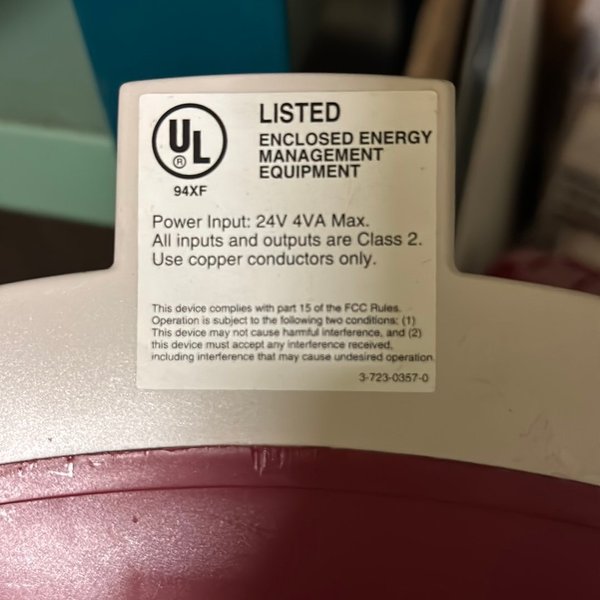 UL
®
94XF
LISTED
ENCLOSED ENERGY
MANAGEMENT
EQUIPMENT
Power Input: 24V 4VA Max.
All inputs and outputs are Class 2.
Use copper conductors only.
This device complies with part 15 of the FCC Rules.
Operation is subject to the following two conditions: (1)
This device may not cause harmful interference, and (2)
this device must accept any interference received,
including interference that may cause undesired operation.
3-723-0357-0